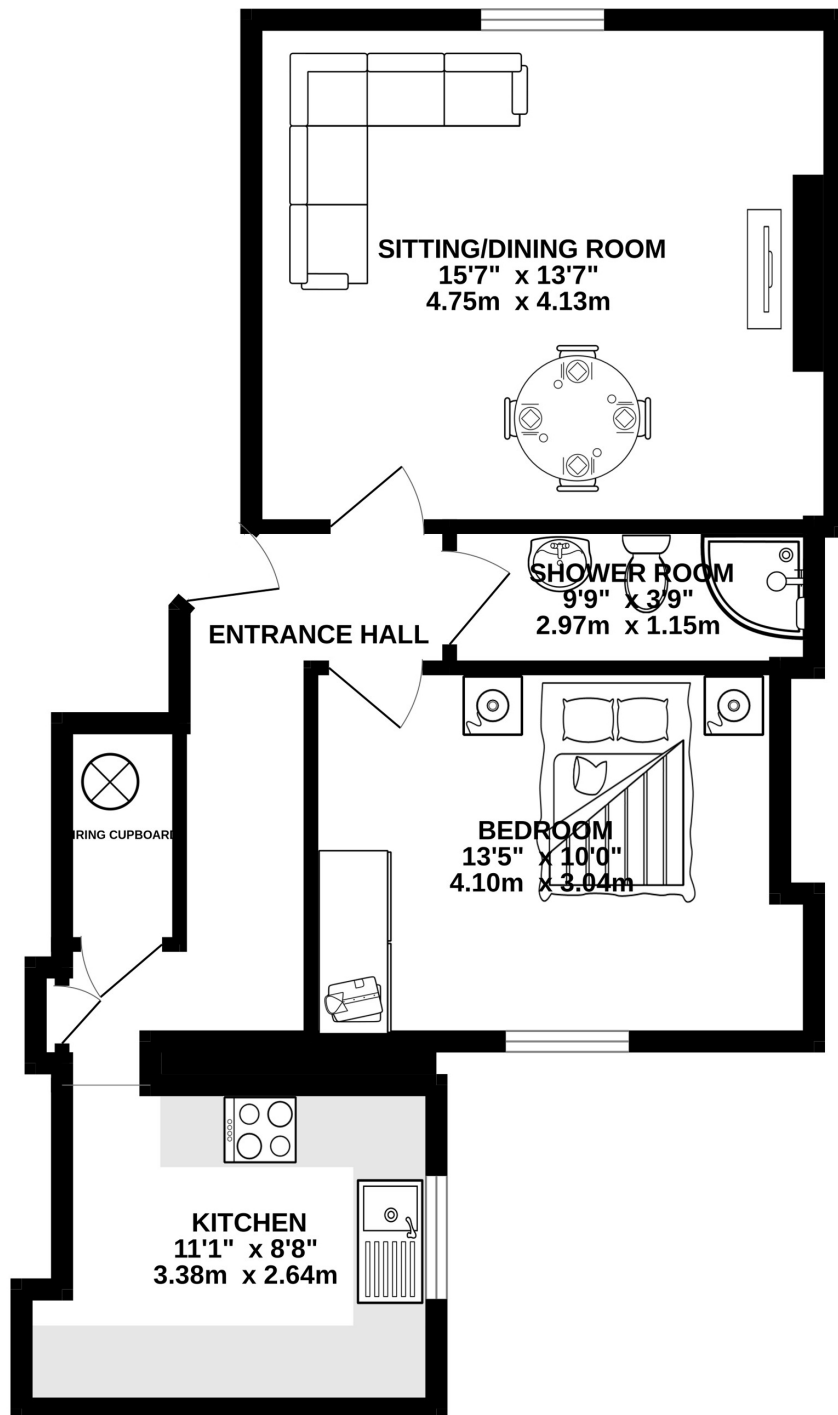 SITTING/DINING ROOM
15'7" x 13'7"
4.75m x 4.13m
SHOWER ROOM
9'9" x 3'9"
2.97m x 1.15m
ENTRANCE HALL
IRING CUPBOARD
BEDROOM
13'5" x 10'0"
4.10m x 3.04m
KITCHEN
11'1" x 8'8"
3.38m x 2.64m